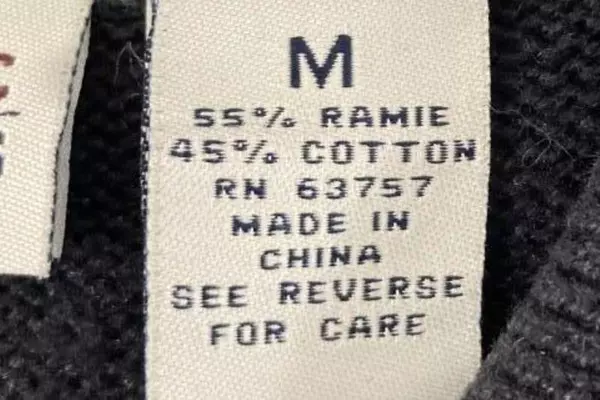 M
55% RAMIE
45% COTTON
RN 63757
MADE IN
CHINA
SEE REVERSE
FOR CARE